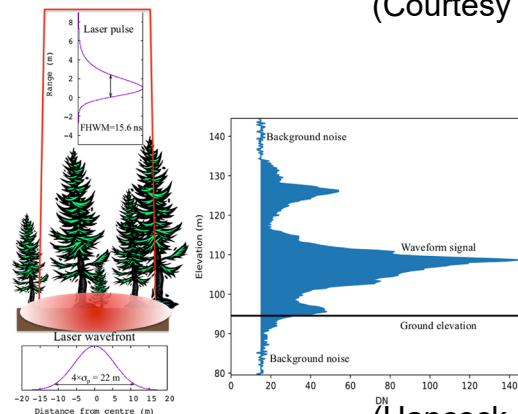 (Courtesy
Laser pulse
Range (m)
8
6
4
2
0
−2
−4
FHWM=15.6 ns
Laser wavefront
4×σp = 22 m
−20 −15 −10 −5 0 5 10 15 20
Distance from centre (m)
Elevation (m)
140
130
120
110
100
90
80
Background noise
Waveform signal
Ground elevation
Background noise
0 20 40 60 80 100 120 140
DN